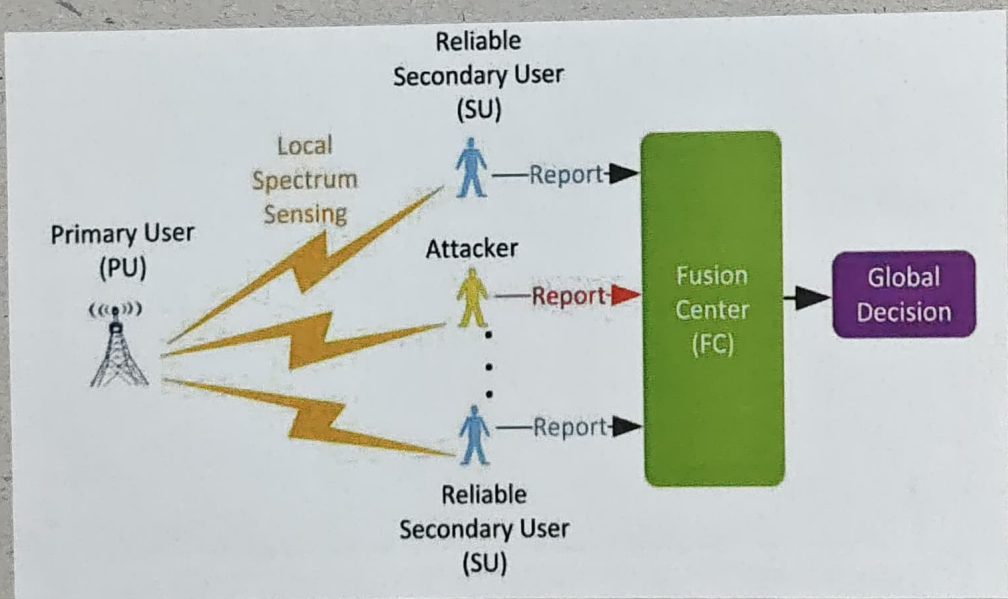 Reliable
Secondary User
(SU)
Local
Spectrum
Sensing
Report
Primary User
(PU)
Attacker
Report
Fusion
Center
(FC)
Global
Decision
Report
Reliable
Secondary User
(SU)